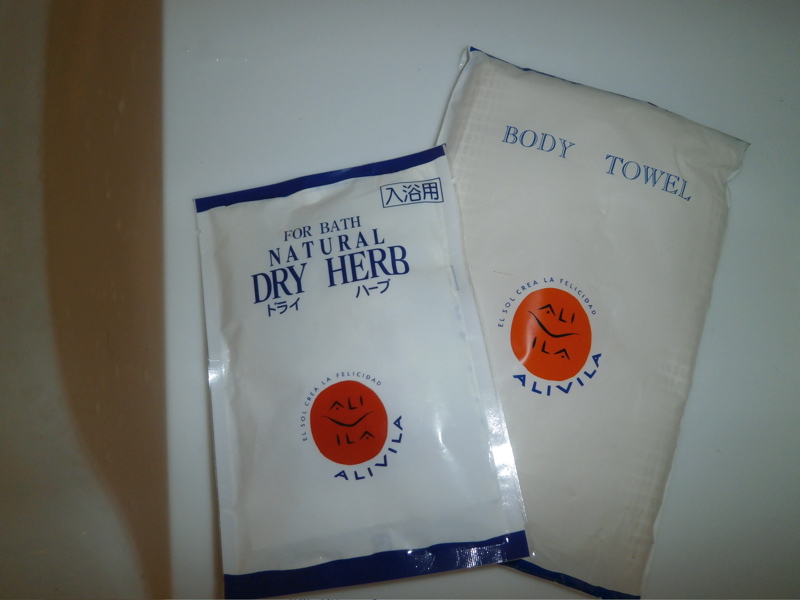 入浴用
FOR BATH
NATURAL
DRY HERB
ドライ ハーブ
EL SOL CREA LA FELICIDAD
ALI
ILA
ALIVILA
BODY TOWEL
EL SOL CREA LA FELICIDAD
ALI
ILA
ALIVILA